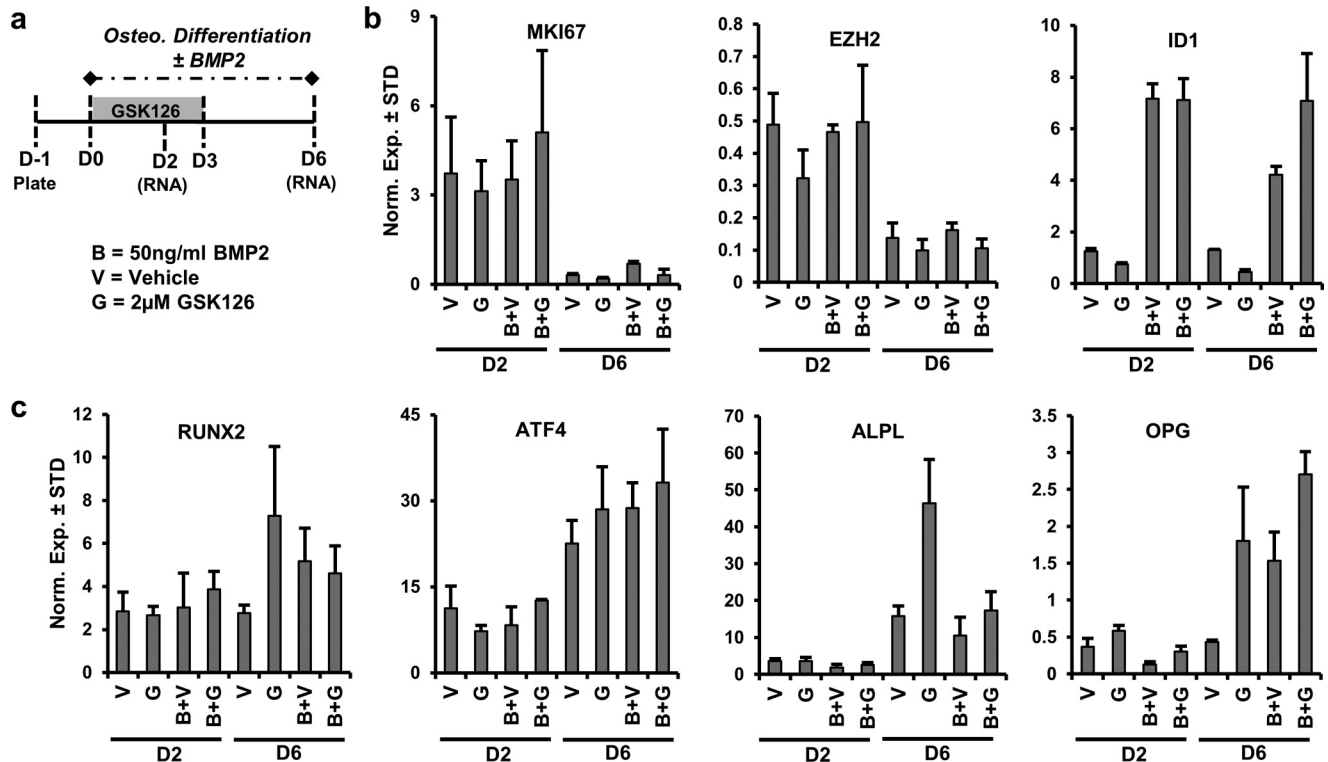 a
Osteo. Differentiation
± BMP2
GSK126
D-1 D0 D2 D3 D6
Plate (RNA) (RNA)
B = 50ng/ml BMP2
V = Vehicle
G = 2µM GSK126
b
MKI67
Norm. Exp. ± STD
9
6
3
0
V G B+V B+G V G B+V B+G
D2 D6
EZH2
0.8
0.7
0.6
0.5
0.4
0.3
0.2
0.1
0
V G B+V B+G V G B+V B+G
D2 D6
ID1
10
8
6
4
2
0
V G B+V B+G V G B+V B+G
D2 D6
c
RUNX2
Norm. Exp. ± STD
12
10
8
6
4
2
0
V G B+V B+G V G B+V B+G
D2 D6
ATF4
45
30
15
0
V G B+V B+G V G B+V B+G
D2 D6
ALPL
70
60
50
40
30
20
10
0
V G B+V B+G V G B+V B+G
D2 D6
OPG
3.5
3
2.5
2
1.5
1
0.5
0
V G B+V B+G V G B+V B+G
D2 D6